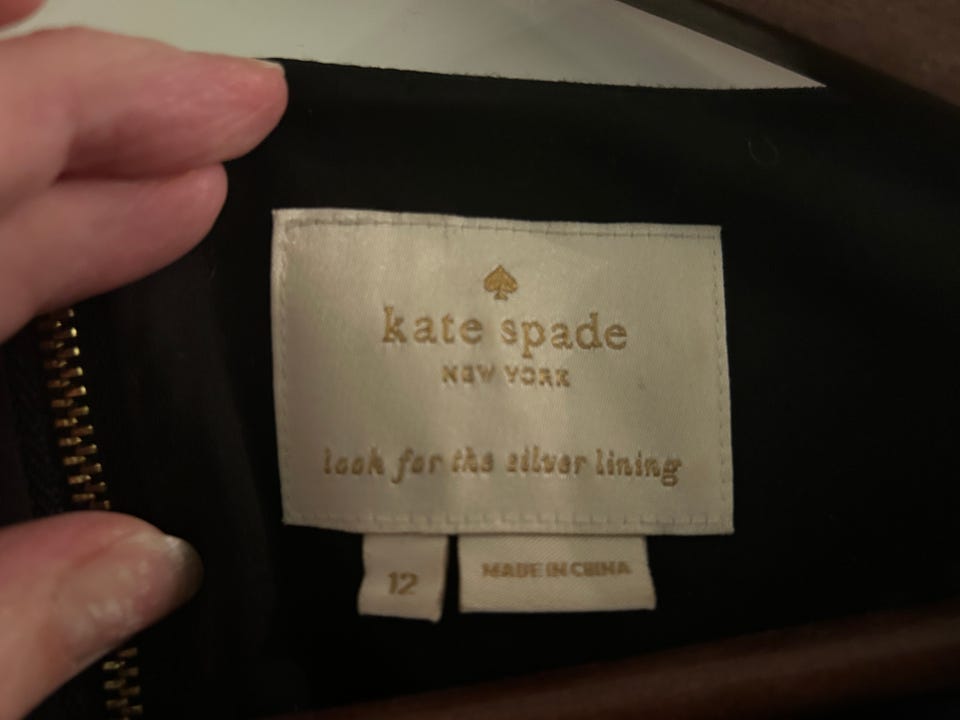 kate spade
NEW YORK
look for the silver lining
12
MADE IN CHINA